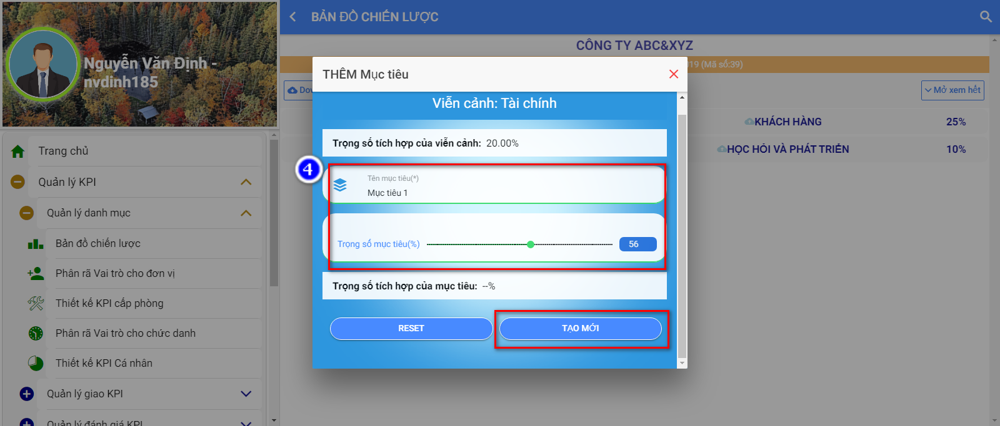 Nguyễn Văn Định -
nvdinh185
Trang chủ
Quản lý KPI
Quản lý danh mục
Bản đồ chiến lược
Phân rã Vai trò cho đơn vị
Thiết kế KPI cấp phòng
Phân rã Vai trò cho chức danh
Thiết kế KPI Cá nhân
Quản lý giao KPI
Quản lý đánh giá KPI
BẢN ĐỒ CHIẾN LƯỢC
CÔNG TY ABC&XYZ
(Mã số:39)
Mở xem hết
KHÁCH HÀNG 25%
HỌC HỎI VÀ PHÁT TRIỂN 10%
THÊM Mục tiêu
Viễn cảnh: Tài chính
Trọng số tích hợp của viễn cảnh: 20.00%
4
Tên mục tiêu(*)
Mục tiêu 1
Trọng số mục tiêu(%) 56
Trọng số tích hợp của mục tiêu: --%
RESET TẠO MỚI